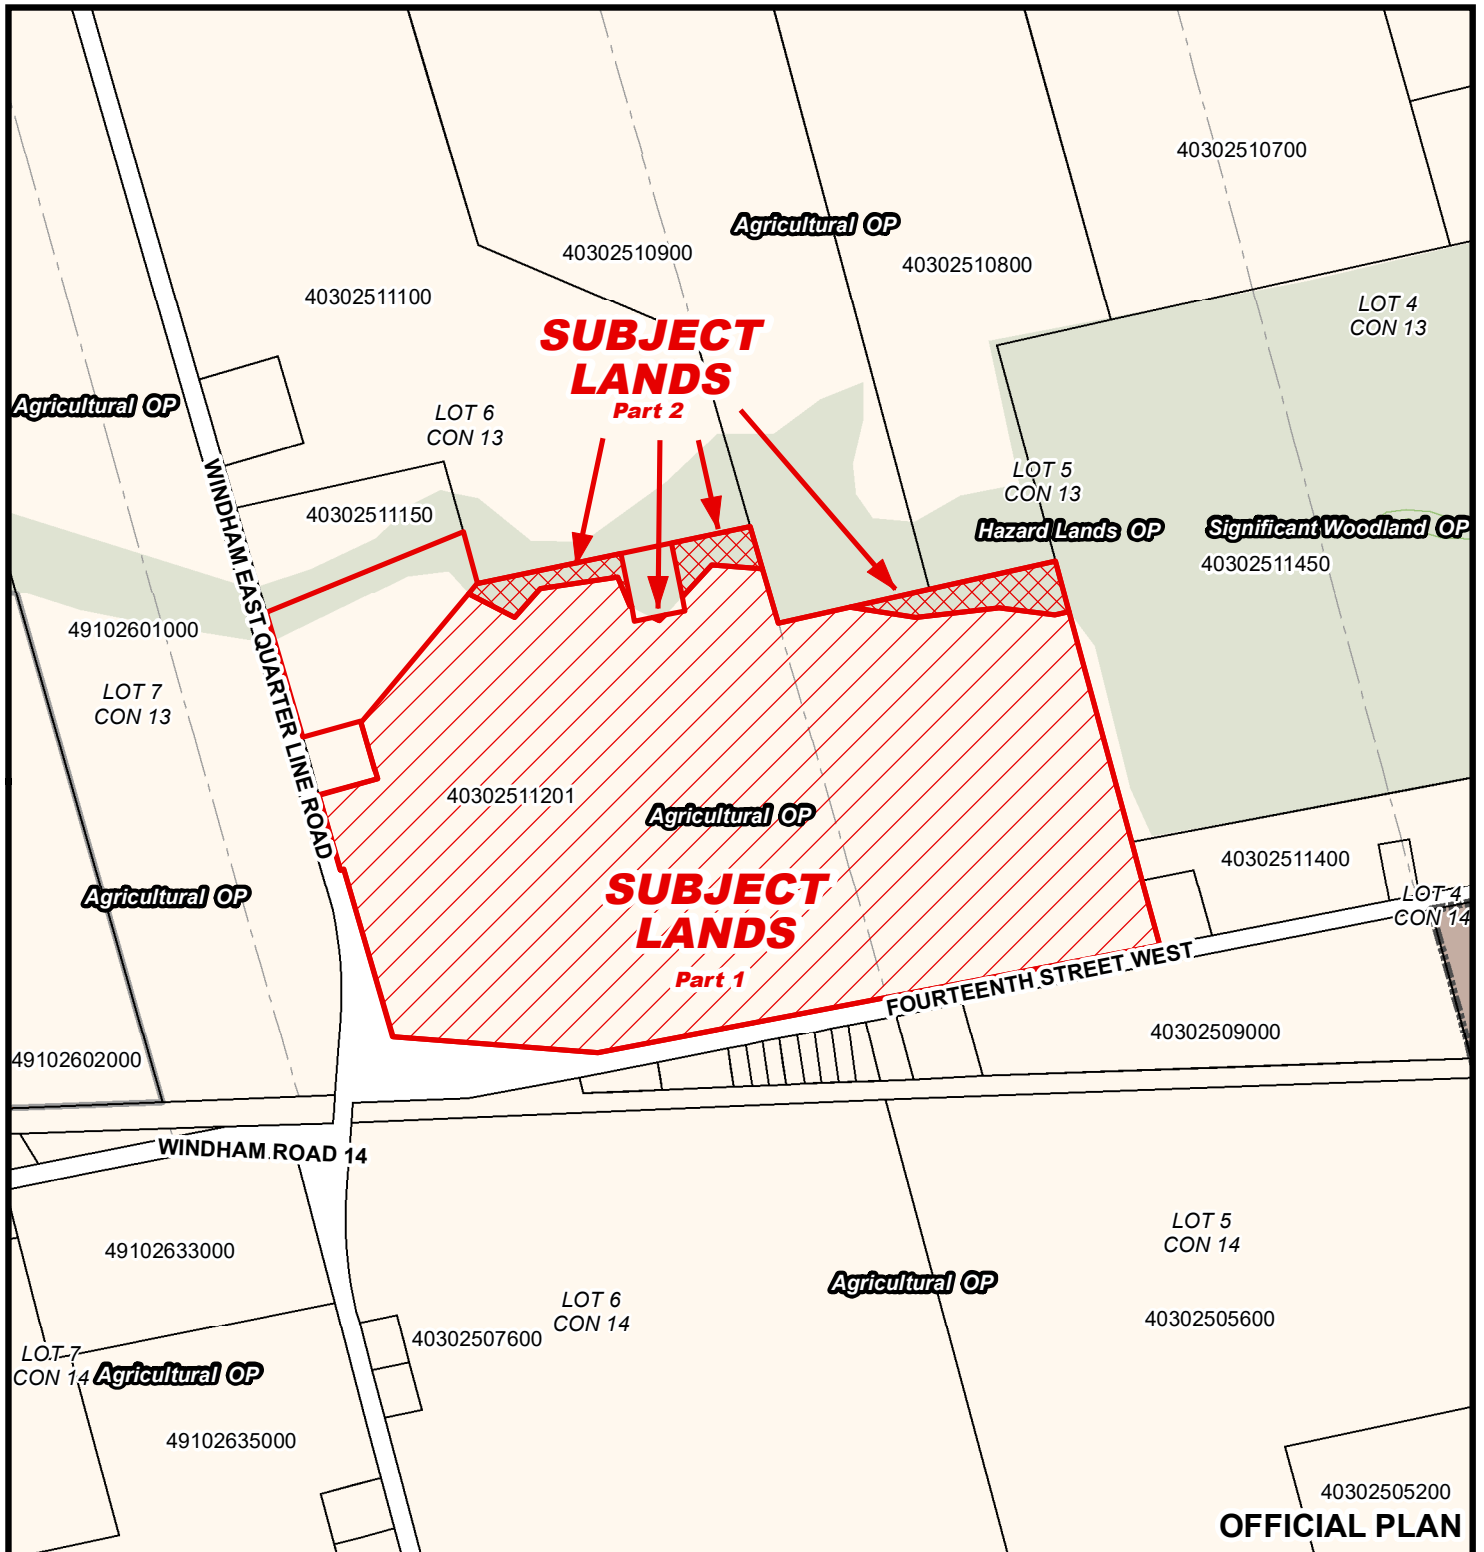 40302510700
Agricultural OP
40302510900
40302510800
40302511100
LOT 4
CON 13
SUBJECT
LANDS
Part 2
Agricultural OP
LOT 6
CON 13
WINDHAM EAST QUARTER LINE ROAD
LOT 5
CON 13
40302511150
Hazard Lands OP
Significant Woodland OP
40302511450
49102601000
LOT 7
CON 13
40302511201
Agricultural OP
40302511400
SUBJECT
LANDS
Part 1
Agricultural OP
LOT 4
CON 14
FOURTEENTH STREET WEST
40302509000
49102602000
WINDHAM ROAD 14
LOT 5
CON 14
49102633000
Agricultural OP
LOT 6
CON 14
40302507600
40302505600
LOT 7
CON 14
Agricultural OP
49102635000
40302505200
OFFICIAL PLAN